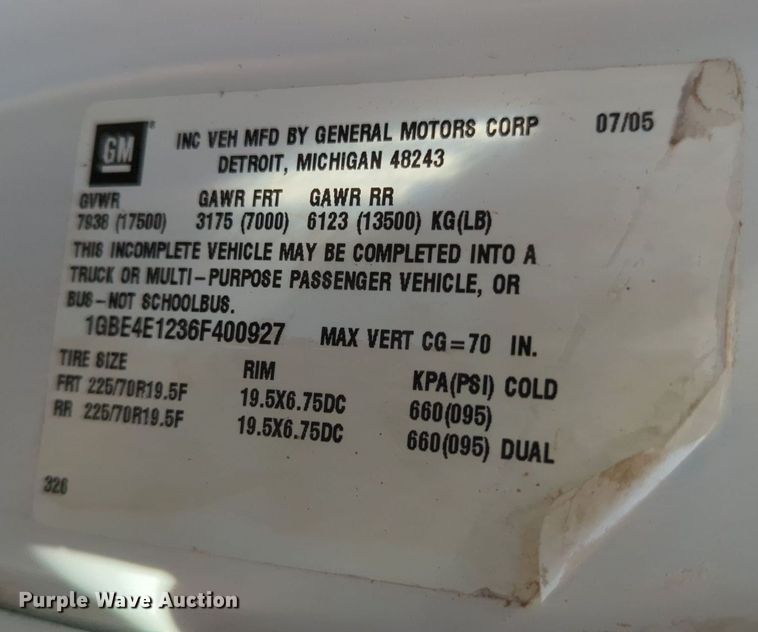 GM®
INC VEH MFD BY GENERAL MOTORS CORP 07/05
DETROIT, MICHIGAN 48243
GVWR GAWR FRT GAWR RR
7938 (17500) 3175 (7000) 6123 (13500) KG(LB)
THIS INCOMPLETE VEHICLE MAY BE COMPLETED INTO A
TRUCK OR MULTI-PURPOSE PASSENGER VEHICLE, OR
BUS-NOT SCHOOLBUS.
1GBE4E1236F400927 MAX VERT CG=70 IN.
TIRE SIZE RIM KPA(PSI) COLD
FRT 225/70R19.5F 19.5X6.75DC 660(095)
RR 225/70R19.5F 19.5X6.75DC 660(095) DUAL
326
Purple Wave Auction